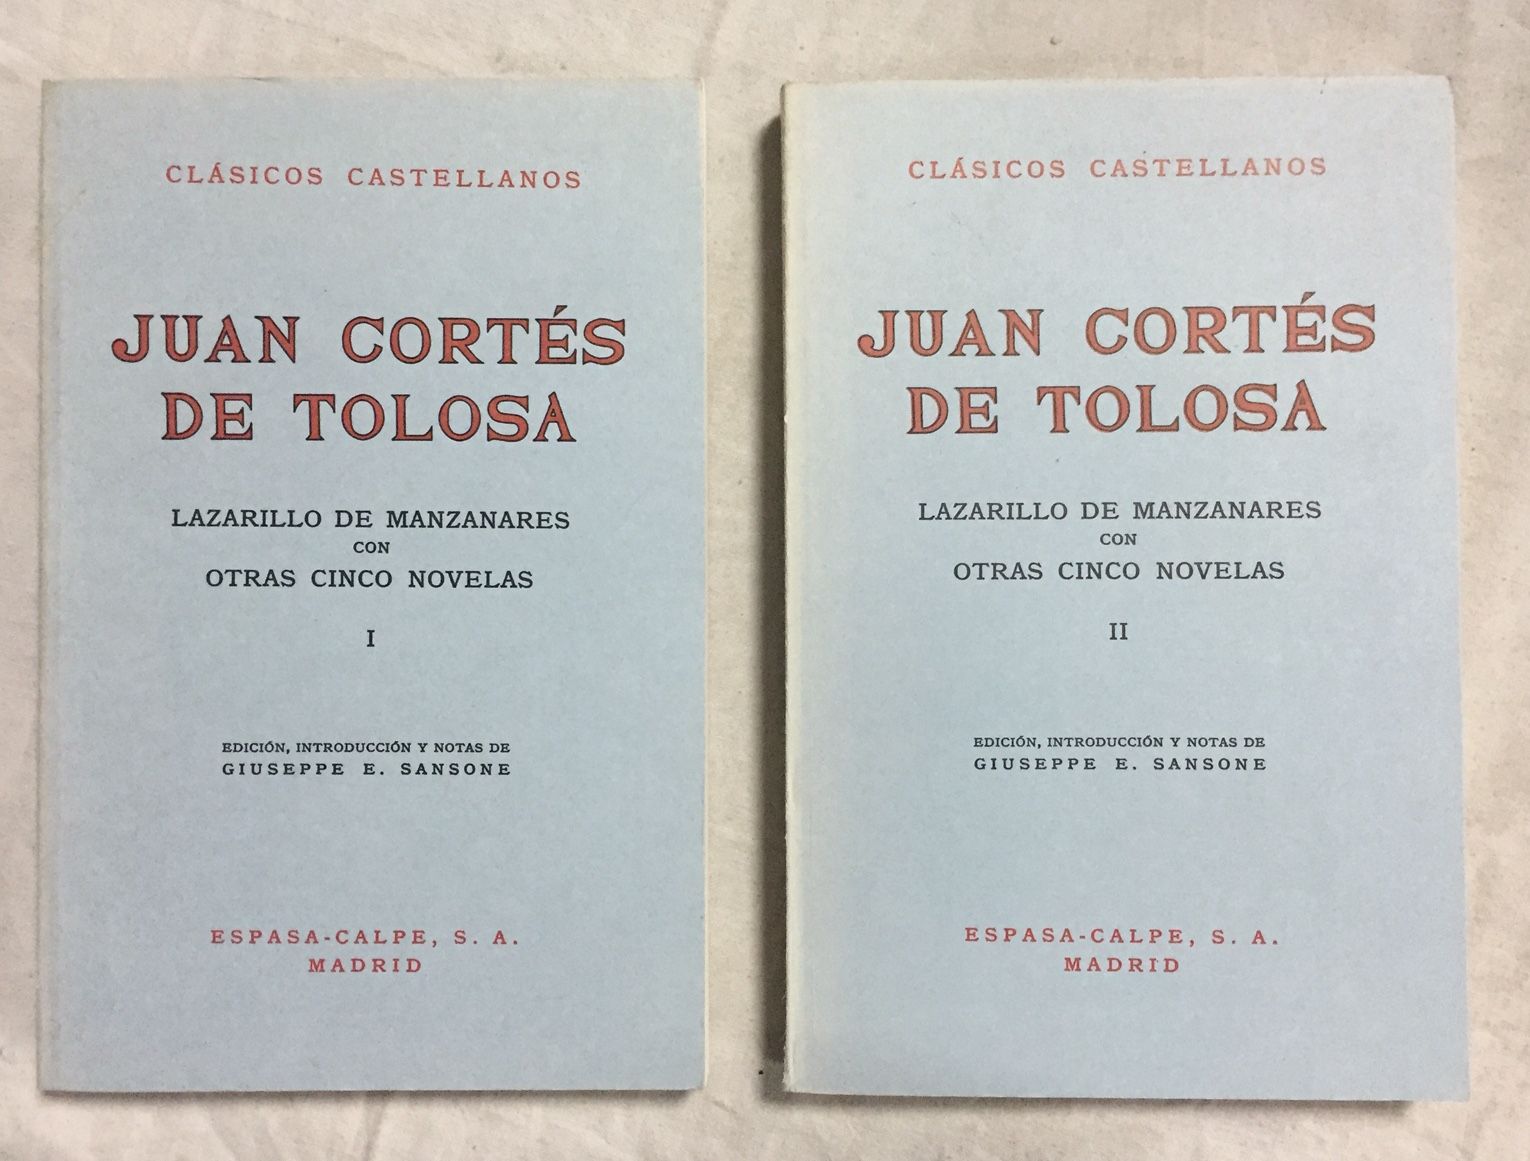 CLÁSICOS CASTELLANOS
JUAN CORTÉS
DE TOLOSA
LAZARILLO DE MANZANARES
CON
OTRAS CINCO NOVELAS
I
EDICIÓN, INTRODUCCIÓN Y NOTAS DE
GIUSEPPE E. SANSONE
ESPASA-CALPE, S. A.
MADRID
CLÁSICOS CASTELLANOS
JUAN CORTÉS
DE TOLOSA
LAZARILLO DE MANZANARES
CON
OTRAS CINCO NOVELAS
II
EDICIÓN, INTRODUCCIÓN Y NOTAS DE
GIUSEPPE E. SANSONE
ESPASA-CALPE, S. A.
MADRID